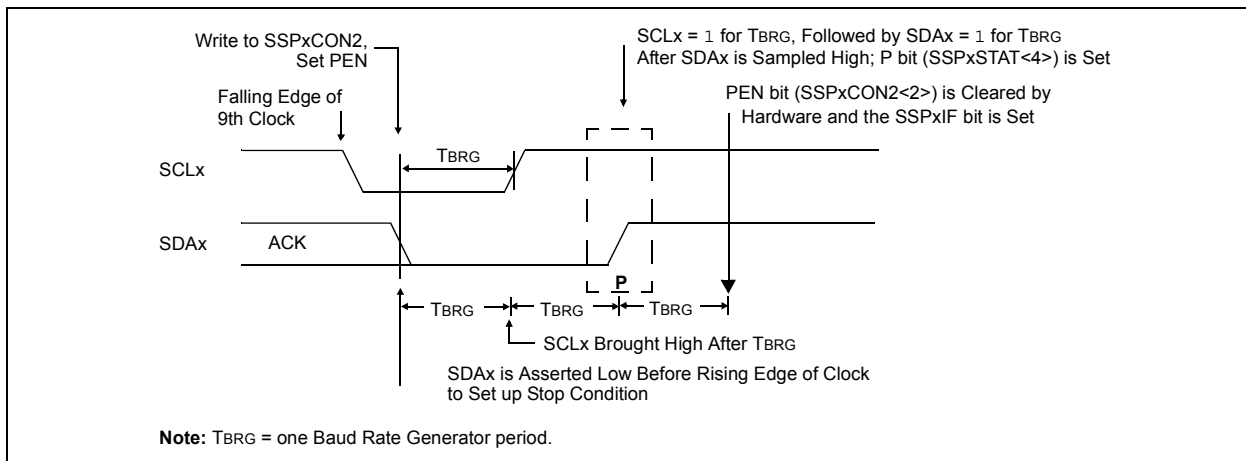 Write to SSPxCON2,
Set PEN
SCLx = 1 for TBRG, Followed by SDAx = 1 for TBRG
After SDAx is Sampled High; P bit (SSPxSTAT<4>) is Set
Falling Edge of
9th Clock
PEN bit (SSPxCON2<2>) is Cleared by
Hardware and the SSPxIF bit is Set
TBRG
SCLx
SDAx
ACK
P
TBRG
TBRG
TBRG
SCLx Brought High After TBRG
SDAx is Asserted Low Before Rising Edge of Clock
to Set up Stop Condition
Note: TBRG = one Baud Rate Generator period.